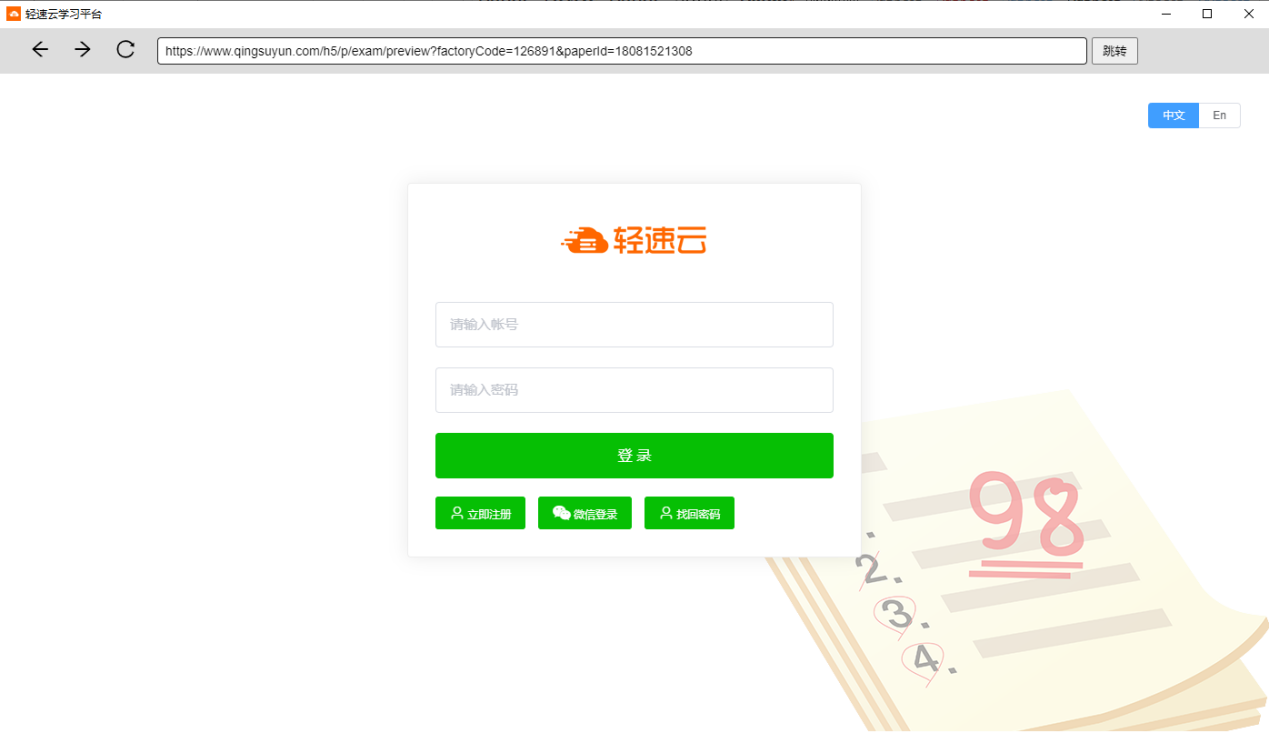 轻速云学习平台
https://www.qingsuyun.com/h5/p/exam/preview?factoryCode=126891&paperId=18081521308 跳转
中文 En
轻速云
请输入帐号
请输入密码
登录
立即注册 微信登录 找回密码
98
2.
3.
4.